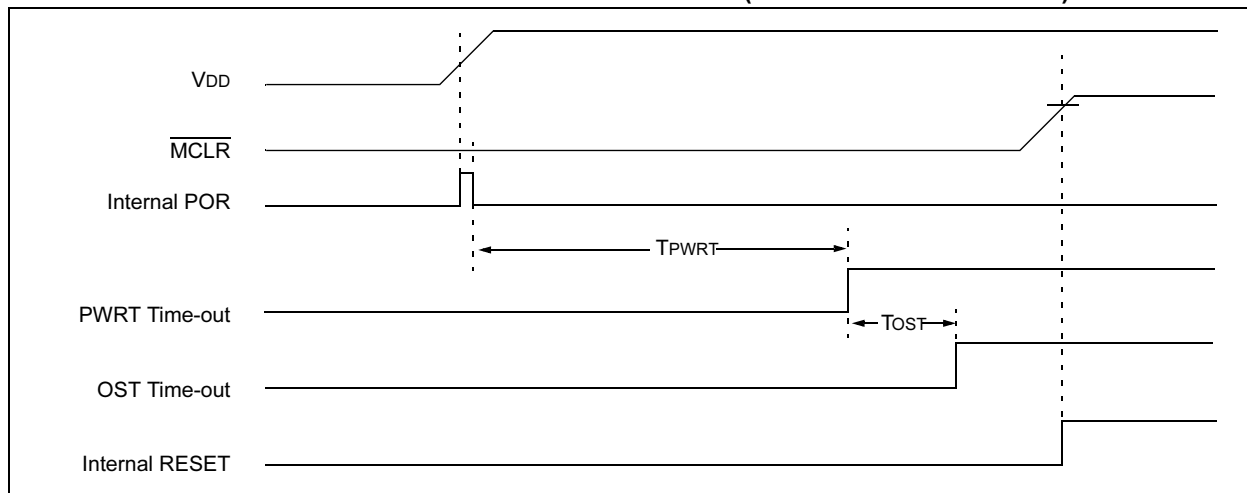 VDD
MCLR
Internal POR
TPWRT
PWRT Time-out
TOST
OST Time-out
Internal RESET